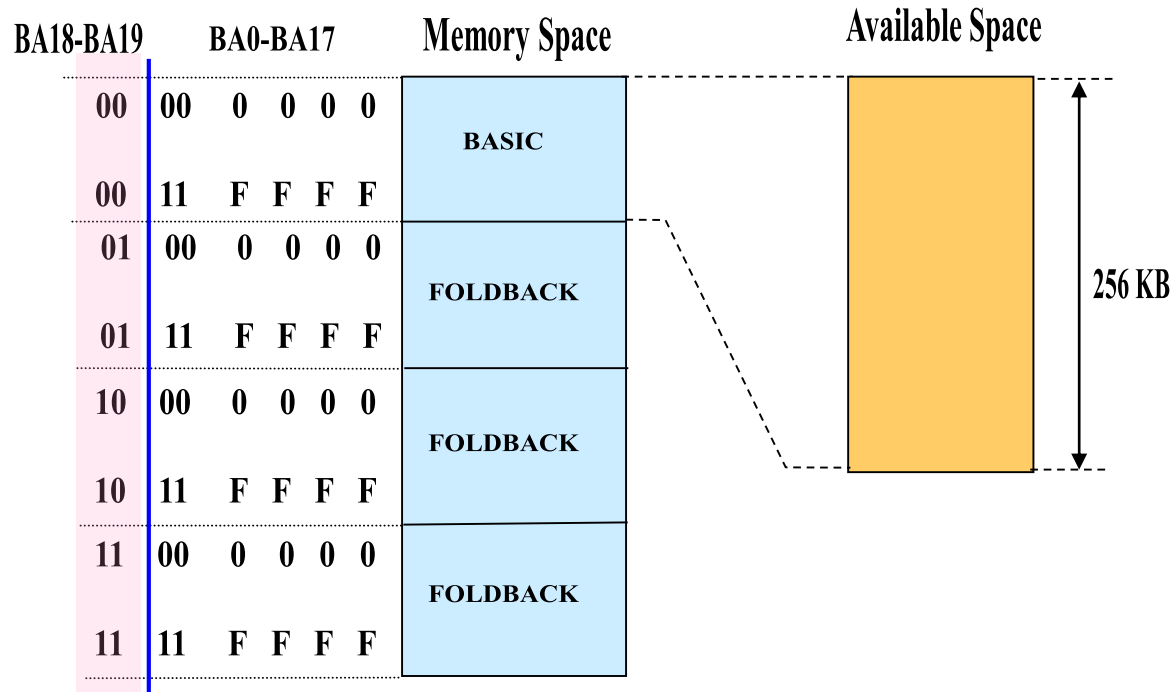 BA18-BA19 BA0-BA17 Memory Space Available Space
00 00 0 0 0 0
BASIC
00 11 F F F F
01 00 0 0 0 0
256 KB
FOLDBACK
01 11 F F F F
10 00 0 0 0 0
FOLDBACK
10 11 F F F F
11 00 0 0 0 0
FOLDBACK
11 11 F F F F